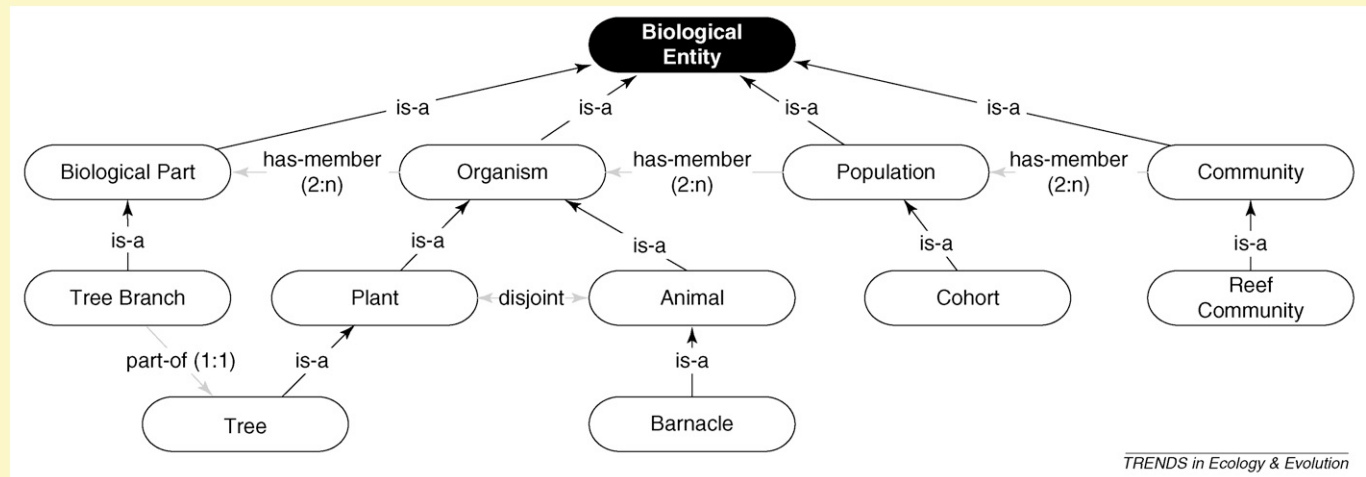 Biological
Entity
is-a
is-a
is-a
is-a
Biological Part
has-member
(2:n)
Organism
has-member
(2:n)
Population
has-member
(2:n)
Community
is-a
is-a
is-a
is-a
is-a
Tree Branch
Plant
disjoint
Animal
Cohort
Reef
Community
part-of (1:1)
is-a
is-a
Tree
Barnacle
TRENDS in Ecology & Evolution